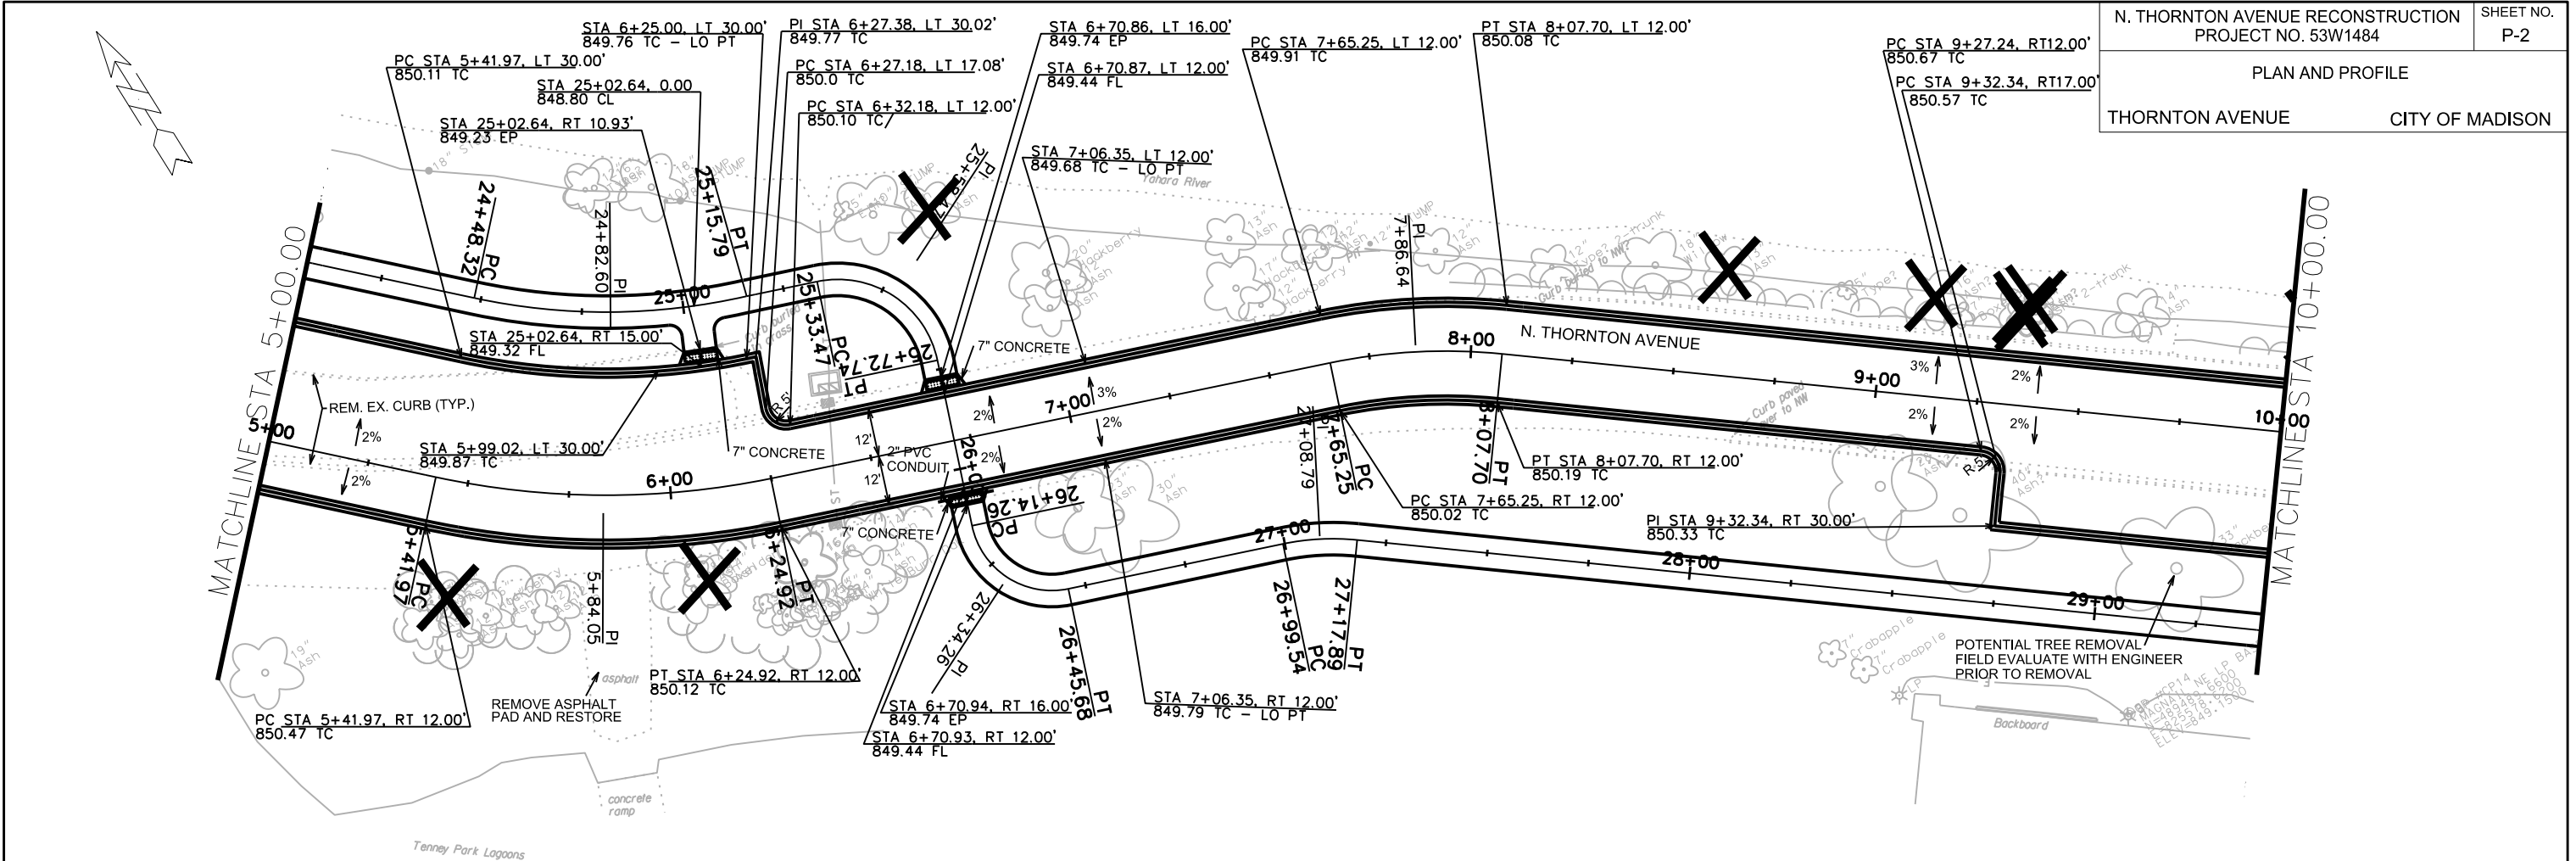 N. THORNTON AVENUE RECONSTRUCTION
PROJECT NO. 53W1484
SHEET NO.
P-2
PLAN AND PROFILE
THORNTON AVENUE
CITY OF MADISON
STA 6+25.00, LT 30.00'
849.76 TC - LO PT
PI STA 6+27.38, LT 30.02'
849.77 TC
STA 6+70.86, LT 16.00'
849.74 EP
PT STA 8+07.70, LT 12.00'
850.08 TC
PC STA 7+65.25, LT 12.00'
849.91 TC
PC STA 9+27.24, RT12.00'
850.67 TC
PC STA 5+41.97, LT 30.00'
850.11 TC
PC STA 6+27.18, LT 17.08'
850.0 TC
STA 6+70.87, LT 12.00'
849.44 FL
PC STA 9+32.34, RT17.00'
850.57 TC
STA 25+02.64, 0.00
848.80 CL
PC STA 6+32.18, LT 12.00'
850.10 TC/
STA 25+02.64, RT 10.93'
849.23 EP
STA 7+06.35, LT 12.00'
849.68 TC - LO PT
Yahara River
MATCHLINE STA 5+00.00
24+48.32
PC
24+82.60
PI
25+00
25+15.79
PT
25+33.47
PC
PI
25+72.74
PT
STA 25+02.64, RT 15.00'
849.32 FL
7" CONCRETE
PI
7+86.64
8+00
N. THORNTON AVENUE
9+00
3%
2%
2%
2%
10+00
MATCHLINE STA 10+00.00
REM. EX. CURB (TYP.)
5+00
2%
2%
R 5'
12'
12'
2" PVC
CONDUIT
7" CONCRETE
2%
2%
7+00
3%
2%
STA 5+99.02, LT 30.00'
849.87 TC
6+00
7+65.25
PC
27+08.79
PI
8+07.70
PT
PT STA 8+07.70, RT 12.00'
850.19 TC
PC STA 7+65.25, RT 12.00'
850.02 TC
R 5'
PI STA 9+32.34, RT 30.00'
850.33 TC
7" CONCRETE
ST
26+14.26
PC
13"
Ash
30"
Ash
27+00
28+00
29+00
5+41.97
PC
5+84.05
PI
6+24.92
PT
26+34.26
PI
26+45.68
PT
26+99.54
PC
27+17.89
PT
19"
Ash
asphalt
REMOVE ASPHALT
PAD AND RESTORE
PT STA 6+24.92, RT 12.00'
850.12 TC
PC STA 5+41.97, RT 12.00'
850.47 TC
STA 6+70.94, RT 16.00'
849.74 EP
STA 6+70.93, RT 12.00'
849.44 FL
STA 7+06.35, RT 12.00'
849.79 TC - LO PT
7"
Crabapple
7"
Crabapple
LP
POTENTIAL TREE REMOVAL
FIELD EVALUATE WITH ENGINEER
PRIOR TO REMOVAL
Backboard
concrete
ramp
Tenney Park Lagoons